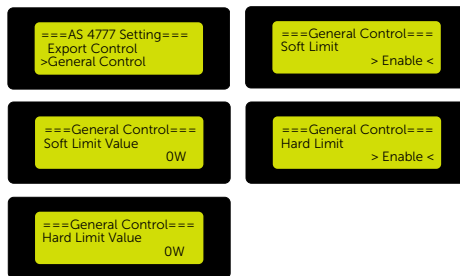 ===AS 4777 Setting===
Export Control
>General Control
===General Control===
Soft Limit
> Enable <
===General Control===
Soft Limit Value
0W
===General Control===
Hard Limit
> Enable <
===General Control===
Hard Limit Value
0W